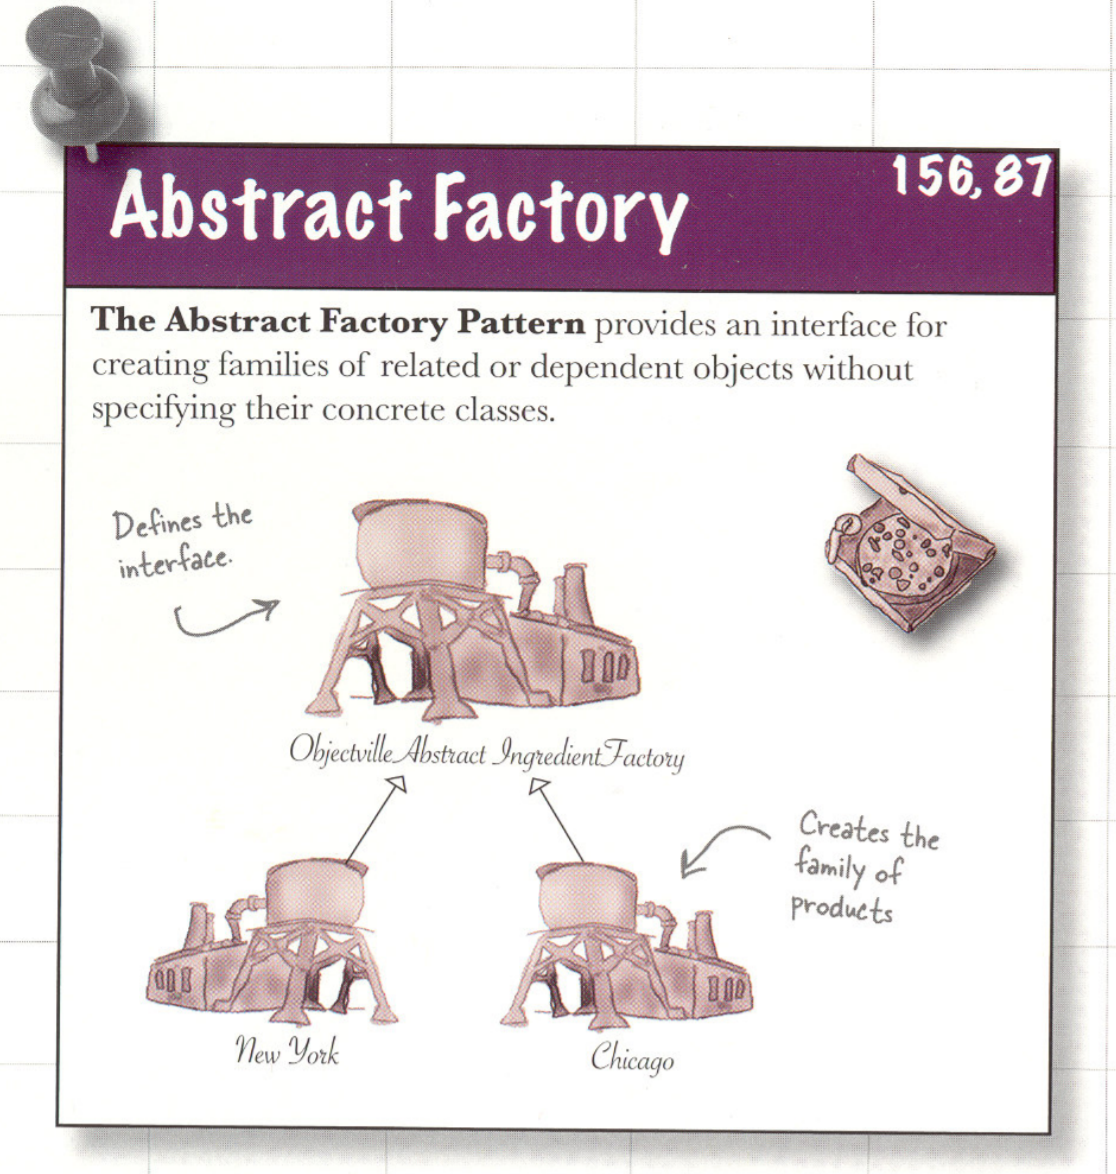 Abstract Factory
156, 87
The Abstract Factory Pattern provides an interface for
creating families of related or dependent objects without
specifying their concrete classes.
Defines the
interface.
Objectville Abstract IngredientFactory
Creates the
family of
products
New York
Chicago